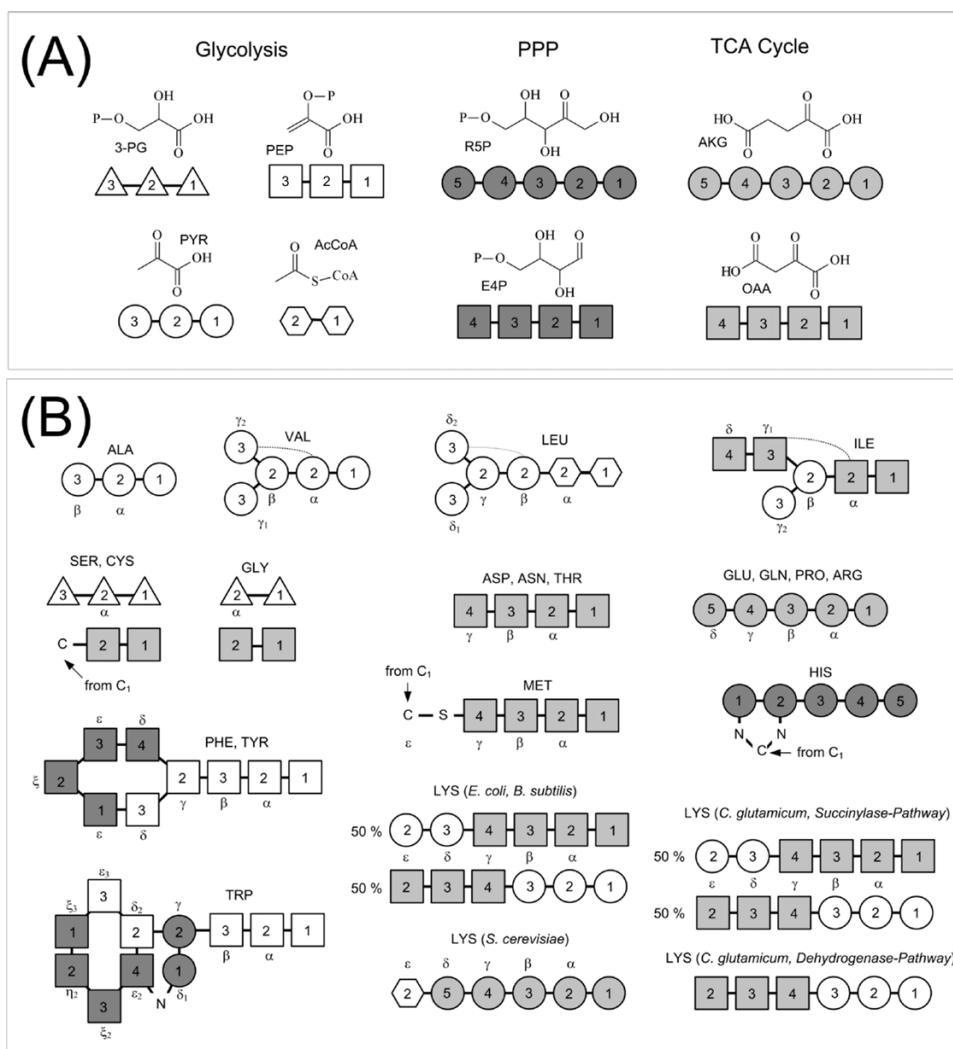 (A)
Glycolysis
PPP
TCA Cycle
OH
P—O
OH
O
3-PG
3 2 1
O—P
OH
O
PEP
3 2 1
OH O
P—O
OH
OH
R5P
5 4 3 2 1
O
HO
OH
O O
AKG
5 4 3 2 1
O
PYR
OH
O
3 2 1
AcCoA
O
S—CoA
2 1
OH O
P—O
OH
E4P
4 3 2 1
O O
HO
OH
O
OAA
4 3 2 1
(B)
ALA
3 2 1
β α
γ2
VAL
3
2 2 1
β α
3
γ1
δ2
LEU
3
2 2 2 1
γ β α
3
δ1
δ γ1
ILE
4 3
2 2 1
β α
3
γ2
SER, CYS
3 2 1
α
C 2 1
from C1
GLY
2 1
α
2 1
ASP, ASN, THR
4 3 2 1
γ β α
GLU, GLN, PRO, ARG
5 4 3 2 1
δ γ β α
from C1
MET
C — S 4 3 2 1
ε γ β α
HIS
1 2 3 4 5
N N
C
from C1
ε δ
PHE, TYR
3 4
ξ 2 2 3 2 1
γ β α
1 3
ε δ
LYS (E. coli, B. subtilis)
50 % 2 3 4 3 2 1
ε δ γ β α
50% 2 3 4 3 2 1
LYS (C. glutamicum, Succinylase-Pathway)
50 % 2 3 4 3 2 1
ε δ γ β α
50% 2 3 4 3 2 1
ε3
TRP
3
ξ3 δ2 γ
1 2 2 3 2 1
β α
2 4 1
η2 ε2 N δ1
3
ξ2
LYS (S. cerevisiae)
ε δ γ β α
2 5 4 3 2 1
LYS (C. glutamicum, Dehydrogenase-Pathway)
2 3 4 3 2 1